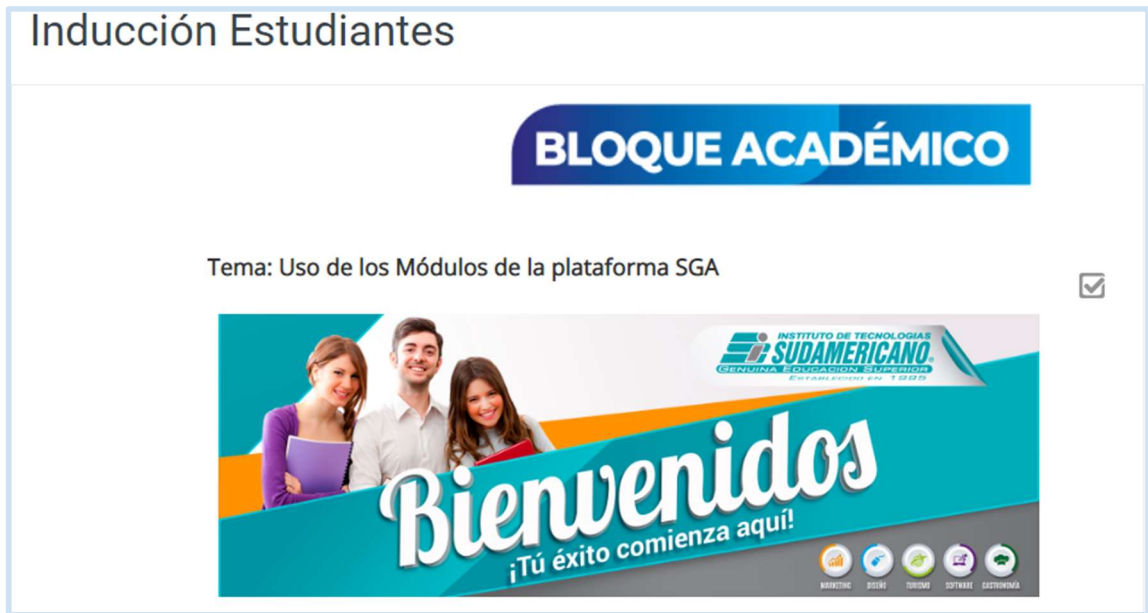 Inducción Estudiantes
BLOQUE ACADÉMICO
Tema: Uso de los Módulos de la plataforma SGA
INSTITUTO DE TECNOLOGIAS
SUDAMERICANO
GENUINA EDUCACION SUPERIOR
ESTABLECIDO EN 1995
Bienvenidos
¡Tú éxito comienza aquí!
MARKETING DISEÑO TURISMO SOFTWARE GASTRONOMÍA